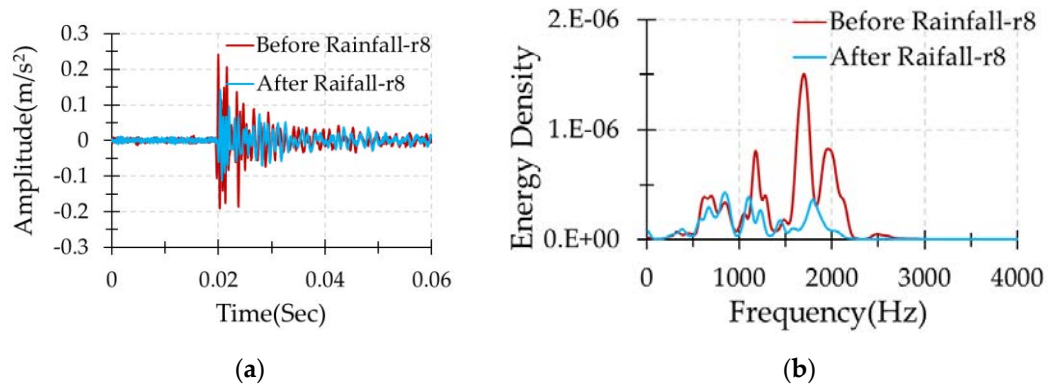 0.3
0.2
0.1
0
-0.1
-0.2
-0.3
Amplitude(m/s²)
Before Rainfall-r8
After Raifall-r8
0 0.02 0.04 0.06
Time(Sec)
(a)
2.E-06
1.E-06
0.E+00
Energy Density
Before Rainfall-r8
After Raifall-r8
0 1000 2000 3000 4000
Frequency(Hz)
(b)